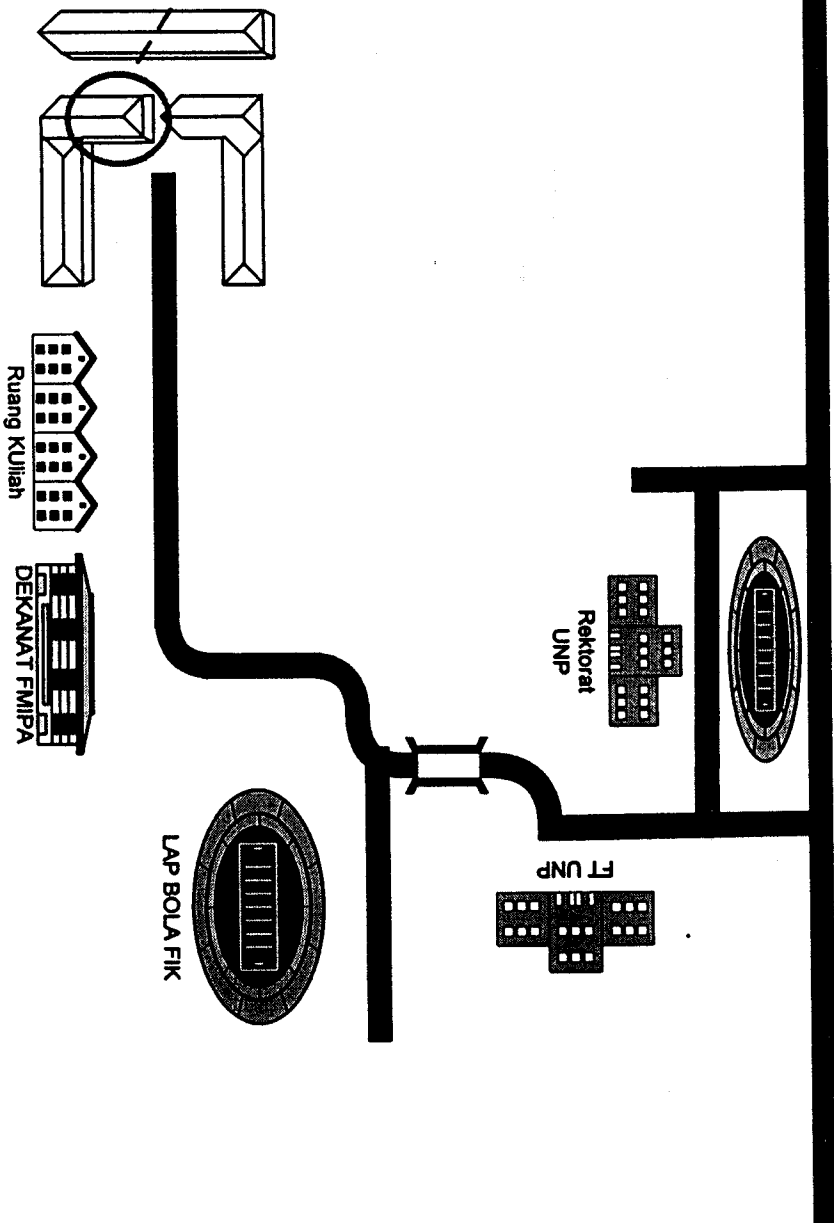 Rektorat
UNP
FT UNP
LAP BOLA FIK
DEKANAT FMIPA
Ruang KUliah